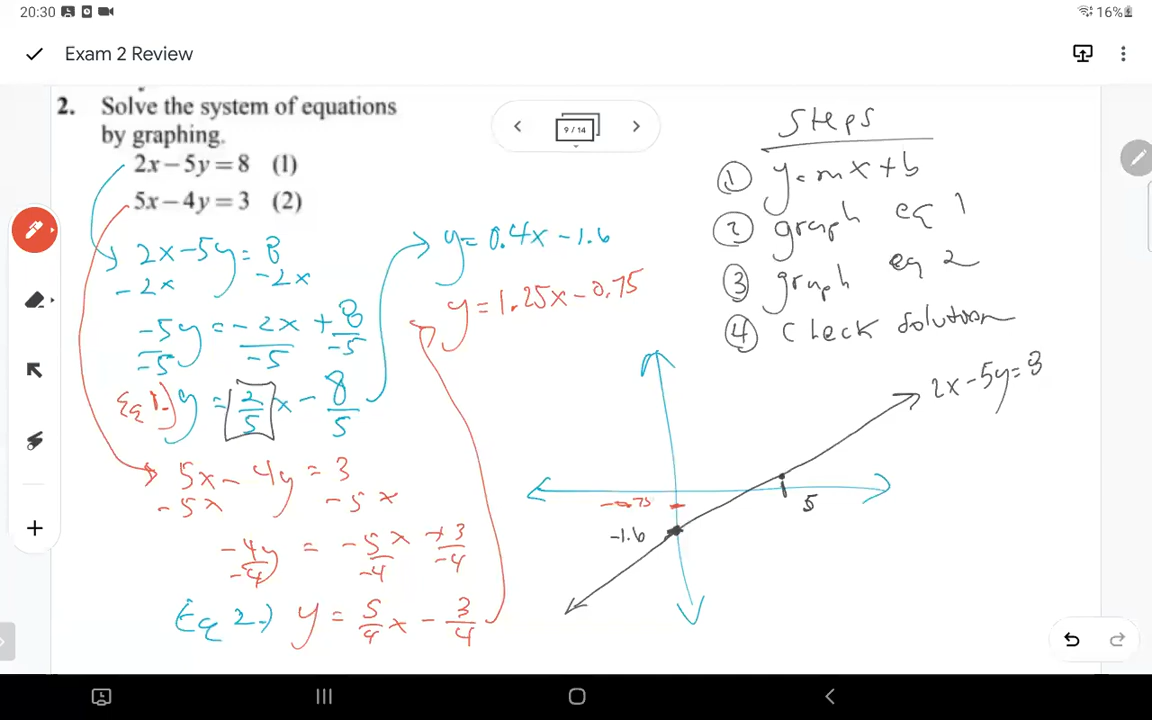 20:30
16%
Exam 2 Review
2. Solve the system of equations
by graphing.
2x – 5y = 8 (1)
5x – 4y = 3 (2)
9 / 14
2x - 5y = 8
-2x -2x
-5y = -2x + 8
-5 -5 -5
Eq 1.) y = 2/5 x - 8/5
5x - 4y = 3
-5x -5x
-4y = -5x + 3
-4 -4 -4
(Eq 2.) y = 5/4 x - 3/4
y = 0.4x - 1.6
y = 1.25x - 0.75
Steps
① y = mx + b
② graph eq 1
③ graph eq 2
④ Check solution
2x - 5y = 8
-0.75
-1.6
5